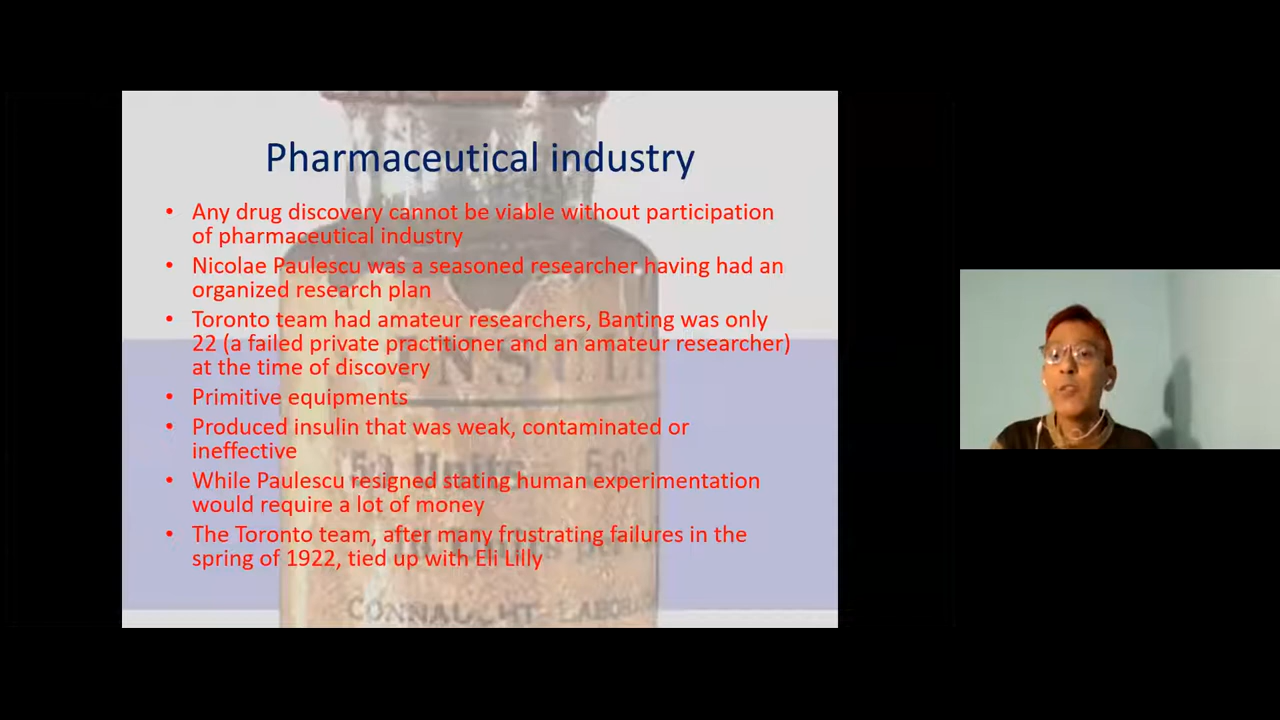 Pharmaceutical industry
• Any drug discovery cannot be viable without participation
of pharmaceutical industry
• Nicolae Paulescu was a seasoned researcher having had an
organized research plan
• Toronto team had amateur researchers, Banting was only
22 (a failed private practitioner and an amateur researcher)
at the time of discovery
• Primitive equipments
• Produced insulin that was weak, contaminated or
ineffective
• While Paulescu resigned stating human experimentation
would require a lot of money
• The Toronto team, after many frustrating failures in the
spring of 1922, tied up with Eli Lilly
Units